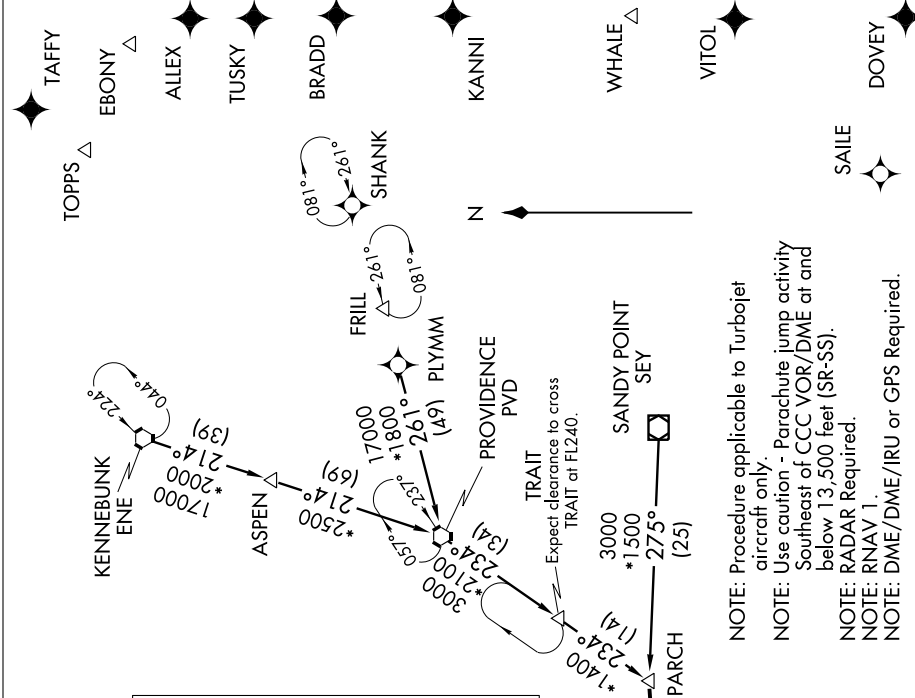 TAFFY
EBONY
ALLEX
TUSKY
BRADD
KANNI
WHALE
VITOL
DOVEY
TOPPS
SAILE
SHANK
081°
261°
N
FRILL
261°
081°
PLYMM
KENNEBUNK
ENE
224°
044°
17000
*2000
214°
(39)
ASPEN
*2500
214°
(69)
17000
*1800
261°
(49)
237°
057°
PROVIDENCE
PVD
3000
*2100
234°
(34)
TRAIT
Expect clearance to cross
TRAIT at FL240.
SANDY POINT
SEY
3000
*1500
275°
(25)
*1400
234°
(14)
PARCH
NOTE: Procedure applicable to Turbojet
aircraft only.
NOTE: Use caution - Parachute jump activity
Southeast of CCC VOR/DME at and
below 13,500 feet (SR-SS).
NOTE: RADAR Required.
NOTE: RNAV 1.
NOTE: DME/DME/IRU or GPS Required.